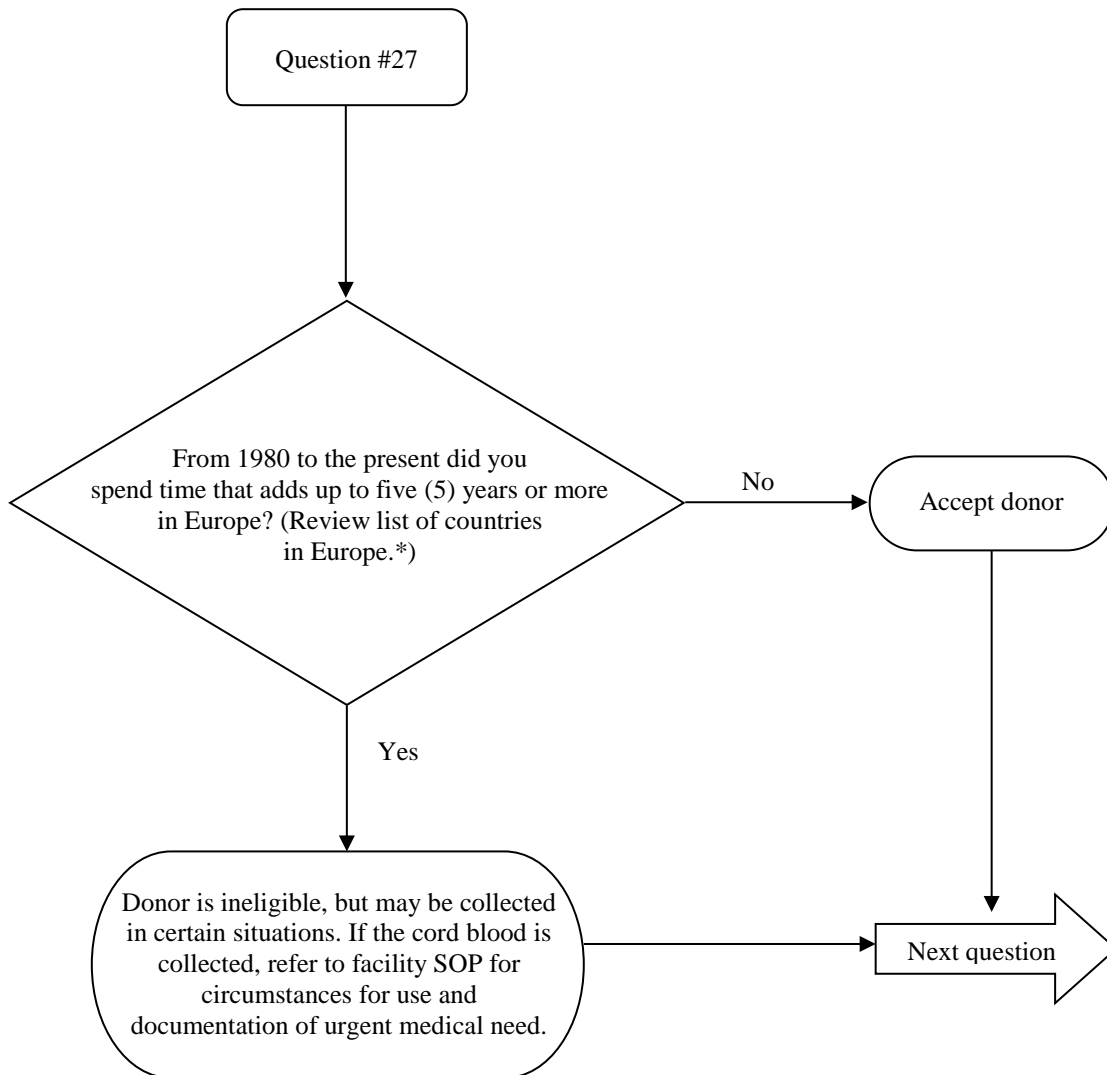 Question #27
From 1980 to the present did you
spend time that adds up to five (5) years or more
in Europe? (Review list of countries
in Europe.*)
No
Accept donor
Yes
Donor is ineligible, but may be collected
in certain situations. If the cord blood is
collected, refer to facility SOP for
circumstances for use and
documentation of urgent medical need.
Next question